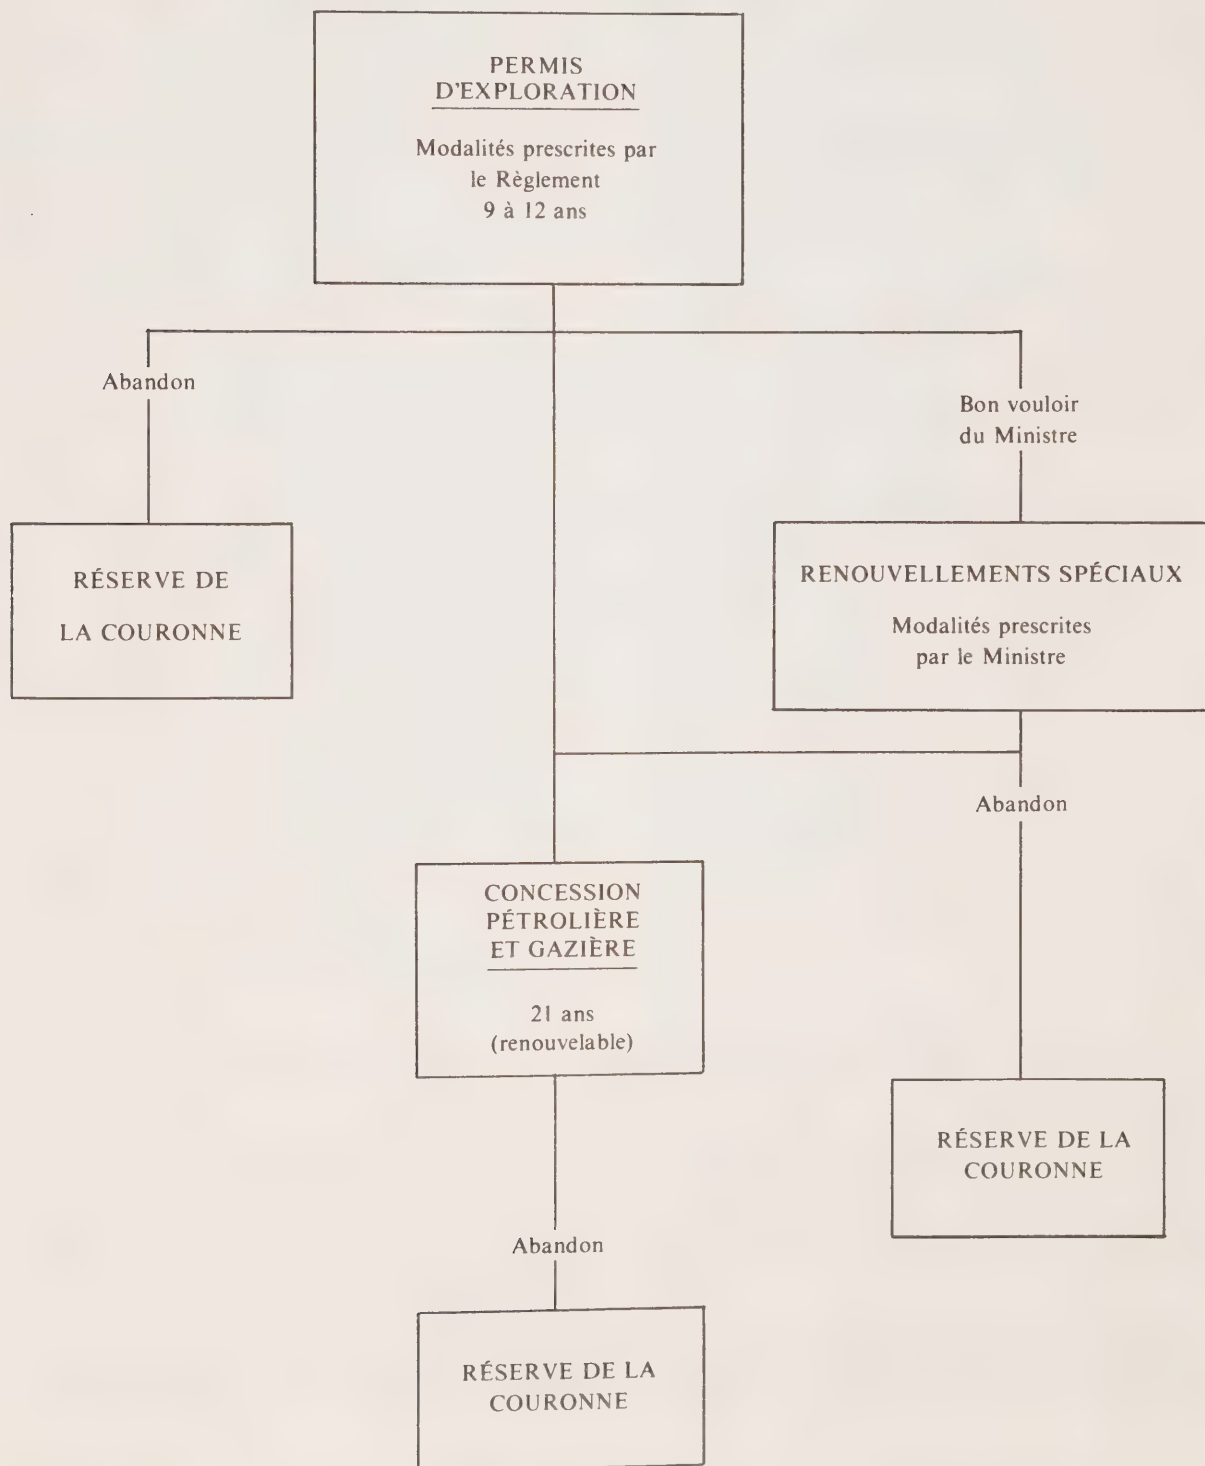 PERMIS
D'EXPLORATION
Modalités prescrites par
le Règlement
9 à 12 ans
Abandon
Bon vouloir
du Ministre
RÉSERVE DE
LA COURONNE
RENOUVELLEMENTS SPÉCIAUX
Modalités prescrites
par le Ministre
Abandon
CONCESSION
PÉTROLIÈRE
ET GAZIÈRE
21 ans
(renouvelable)
RÉSERVE DE LA
COURONNE
Abandon
RÉSERVE DE LA
COURONNE